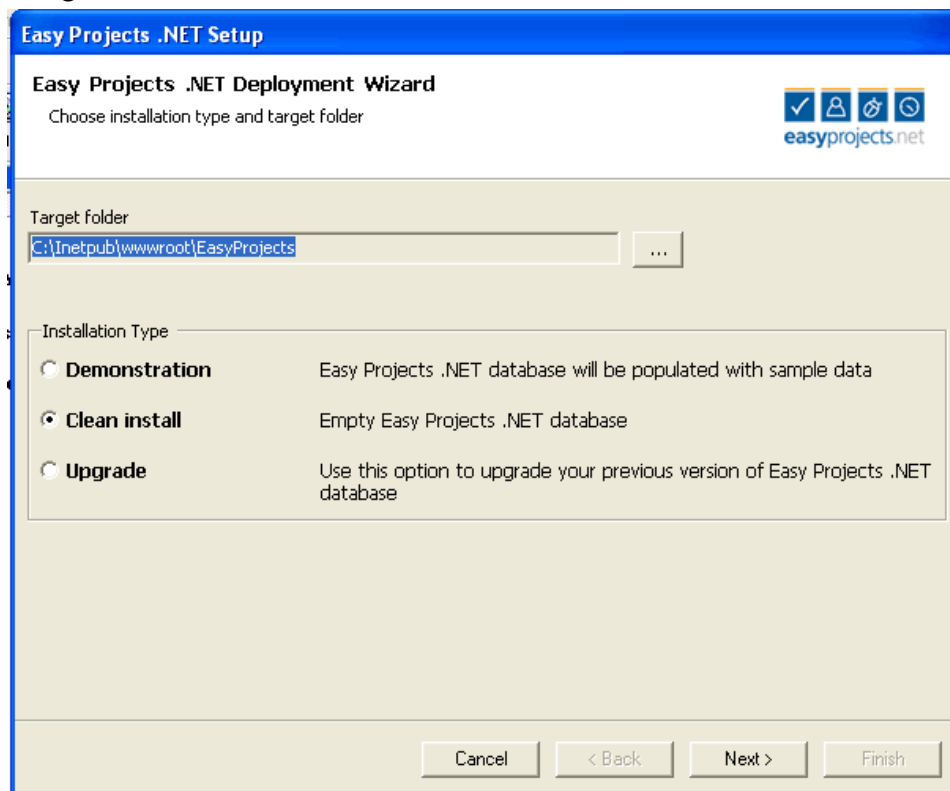 Easy Projects .NET Setup
Easy Projects .NET Deployment Wizard
Choose installation type and target folder
easyprojects.net
Target folder
C:\Inetpub\wwwroot\EasyProjects
...
Installation Type
Demonstration Easy Projects .NET database will be populated with sample data
Clean install Empty Easy Projects .NET database
Upgrade Use this option to upgrade your previous version of Easy Projects .NET
database
Cancel < Back Next > Finish